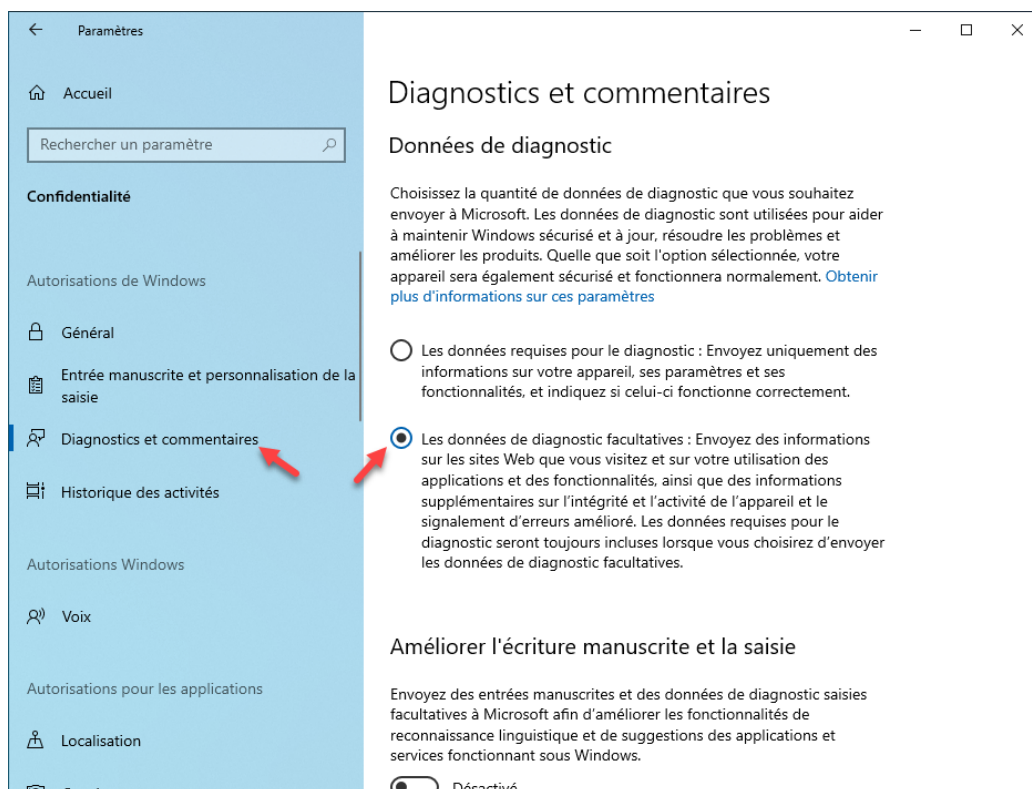 Paramètres
Accueil
Rechercher un paramètre
Confidentialité
Autorisations de Windows
Général
Entrée manuscrite et personnalisation de la
saisie
Diagnostics et commentaires
Historique des activités
Autorisations Windows
Voix
Autorisations pour les applications
Localisation
Diagnostics et commentaires
Données de diagnostic
Choisissez la quantité de données de diagnostic que vous souhaitez
envoyer à Microsoft. Les données de diagnostic sont utilisées pour aider
à maintenir Windows sécurisé et à jour, résoudre les problèmes et
améliorer les produits. Quelle que soit l'option sélectionnée, votre
appareil sera également sécurisé et fonctionnera normalement. Obtenir
plus d'informations sur ces paramètres
Les données requises pour le diagnostic : Envoyez uniquement des
informations sur votre appareil, ses paramètres et ses
fonctionnalités, et indiquez si celui-ci fonctionne correctement.
Les données de diagnostic facultatives : Envoyez des informations
sur les sites Web que vous visitez et sur votre utilisation des
applications et des fonctionnalités, ainsi que des informations
supplémentaires sur l’intégrité et l’activité de l’appareil et le
signalement d’erreurs amélioré. Les données requises pour le
diagnostic seront toujours incluses lorsque vous choisirez d’envoyer
les données de diagnostic facultatives.
Améliorer l'écriture manuscrite et la saisie
Envoyez des entrées manuscrites et des données de diagnostic saisies
facultatives à Microsoft afin d’améliorer les fonctionnalités de
reconnaissance linguistique et de suggestions des applications et
services fonctionnant sous Windows.
Désactivé